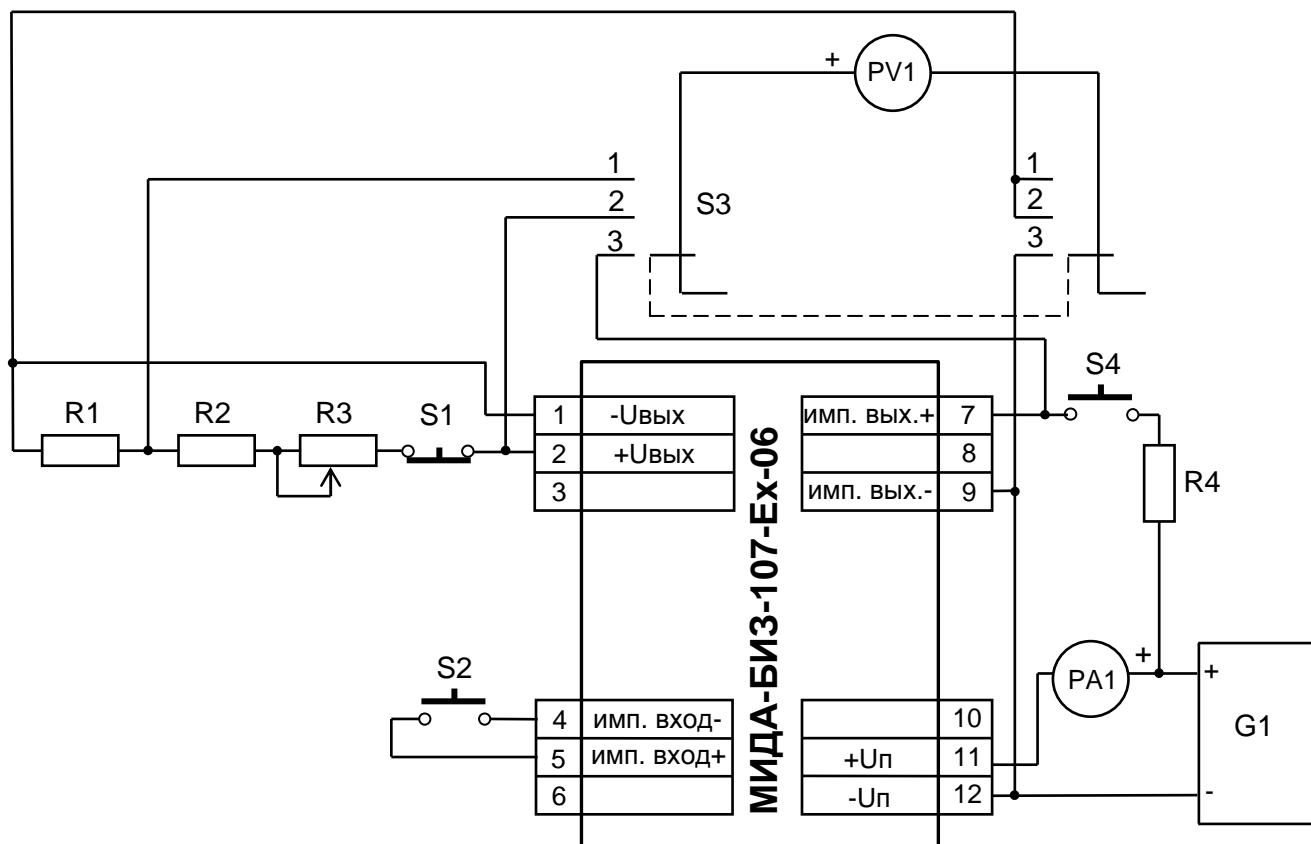 +
PV1
1
1
2
S3
2
3
3
S4
R1
R2
R3
S1
1
-Uвых
имп. вых.+
7
2
+Uвых
8
3
имп. вых.-
9
R4
МИДА-БИЗ-107-Ех-06
S2
PA1
+
+
G1
4
имп. вход-
10
5
имп. вход+
+Uп
11
6
-Uп
12
-